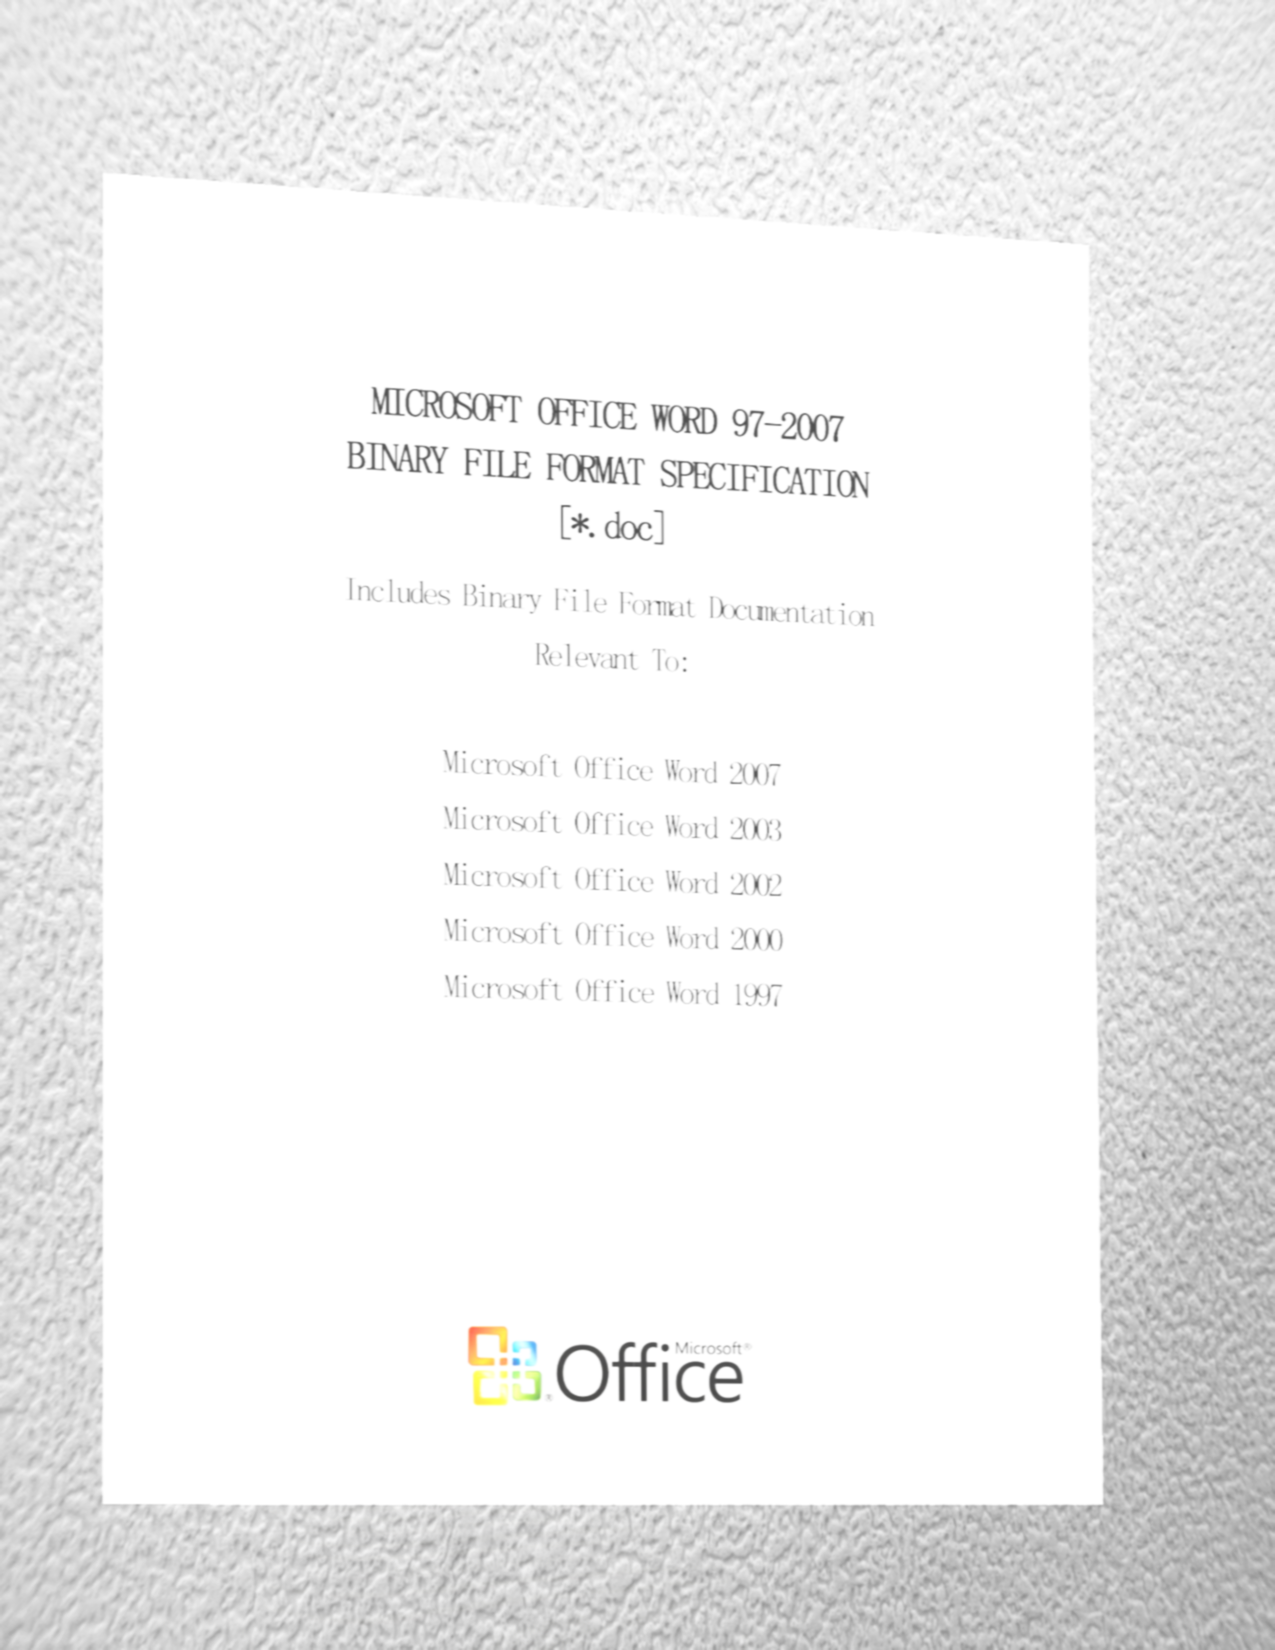 MICROSOFT OFFICE WORD 97-2007
BINARY FILE FORMAT SPECIFICATION
[*.doc]
Includes Binary File Format Documentation
Relevant To:
Microsoft Office Word 2007
Microsoft Office Word 2003
Microsoft Office Word 2002
Microsoft Office Word 2000
Microsoft Office Word 1997
Microsoft®
Office